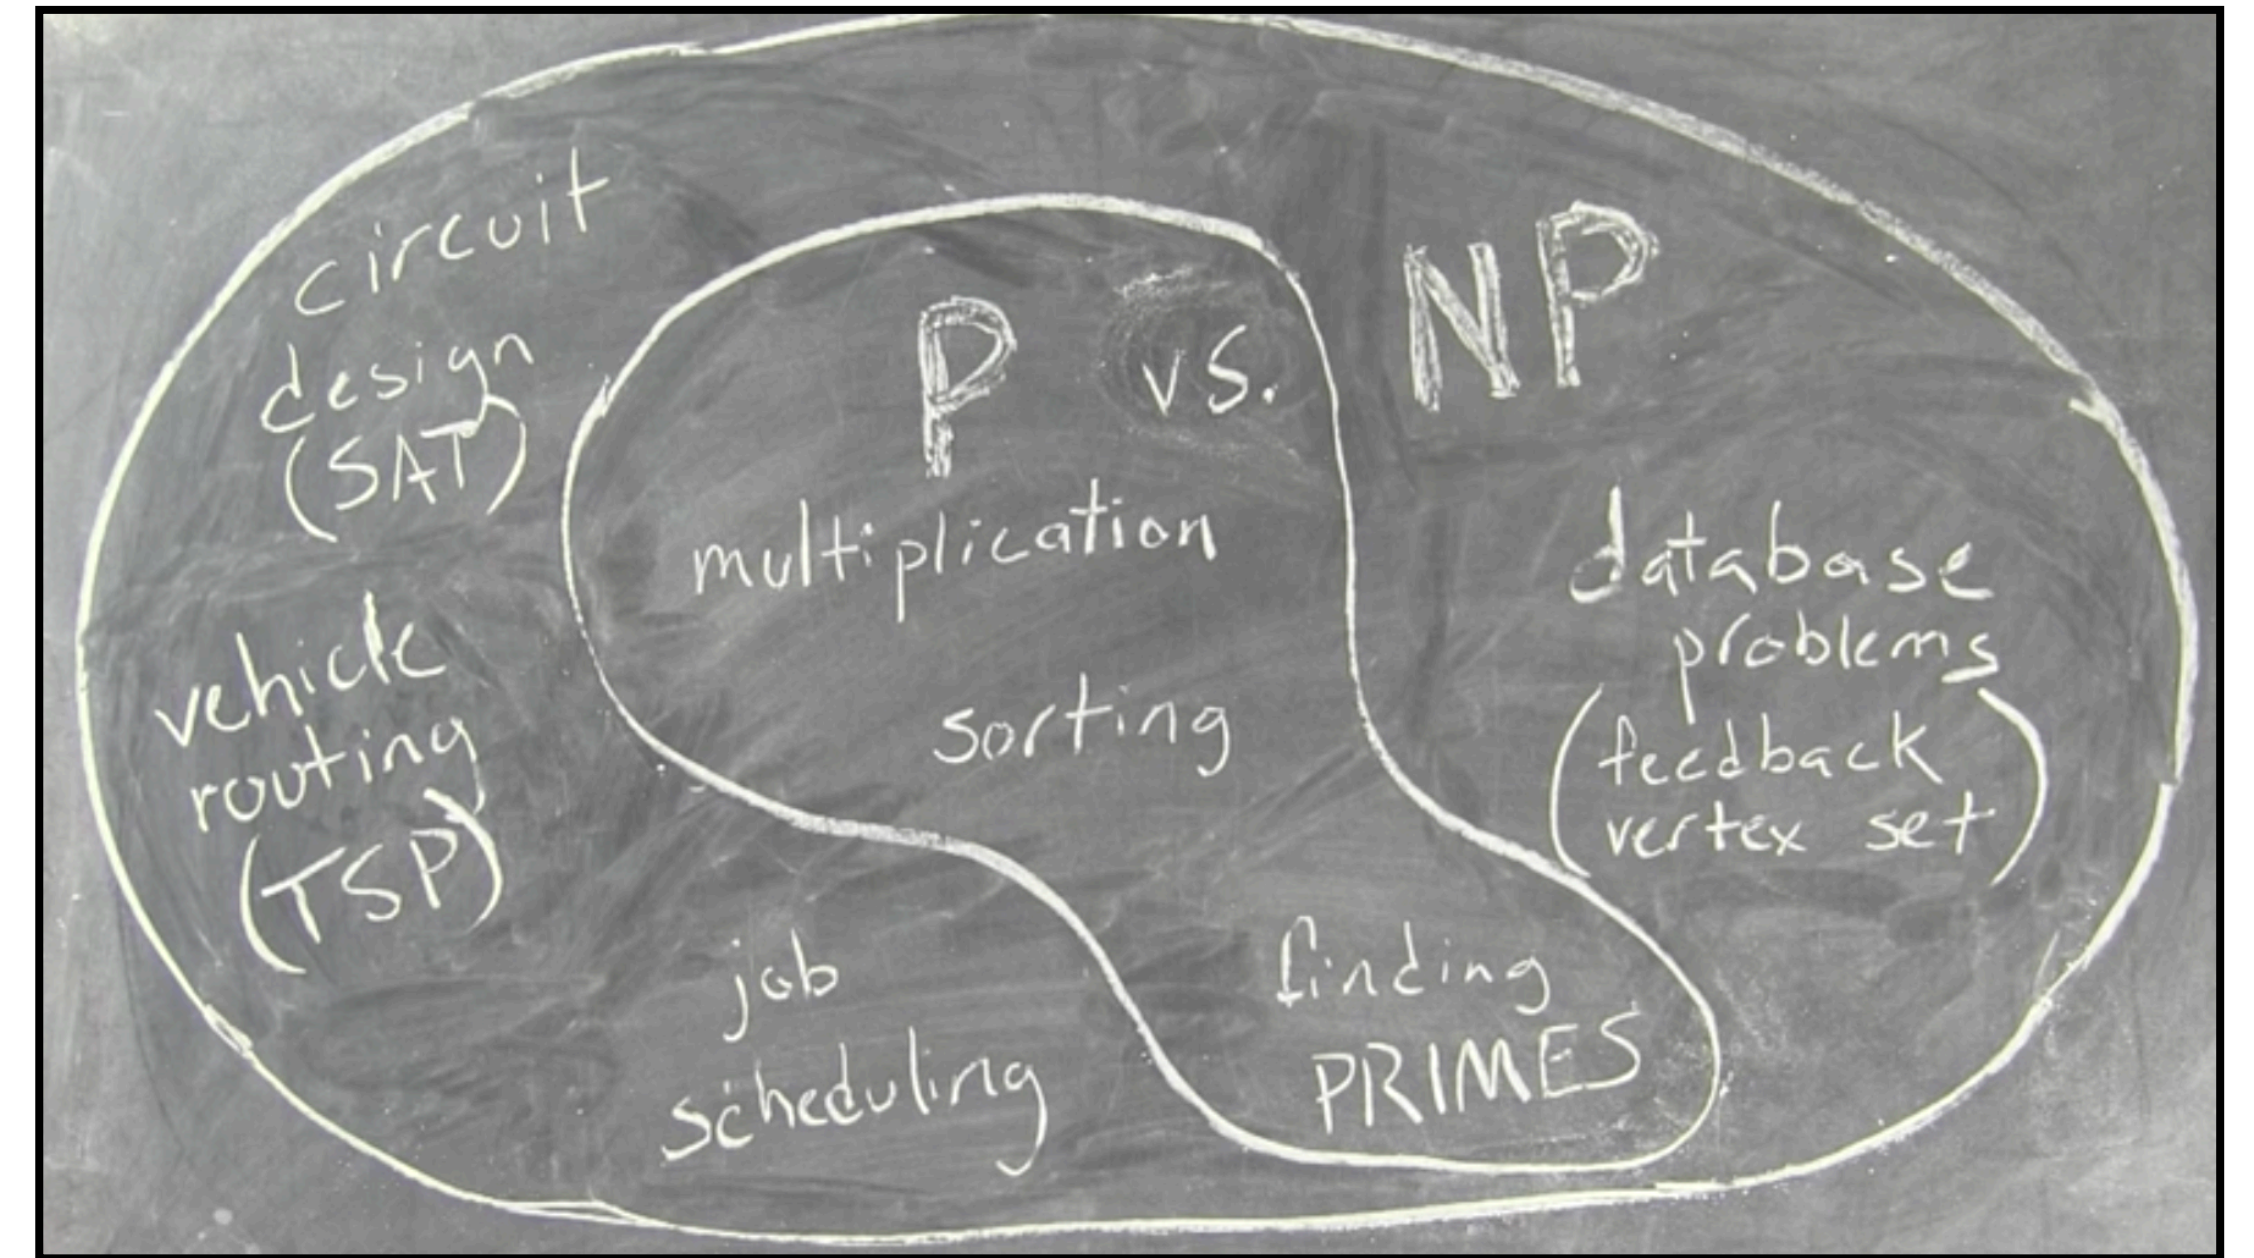 circuit
design
(SAT)
P vs. NP
multiplication
sorting
database
problems
(feedback
vertex set)
vehicle
routing
(TSP)
job
scheduling
finding
PRIMES